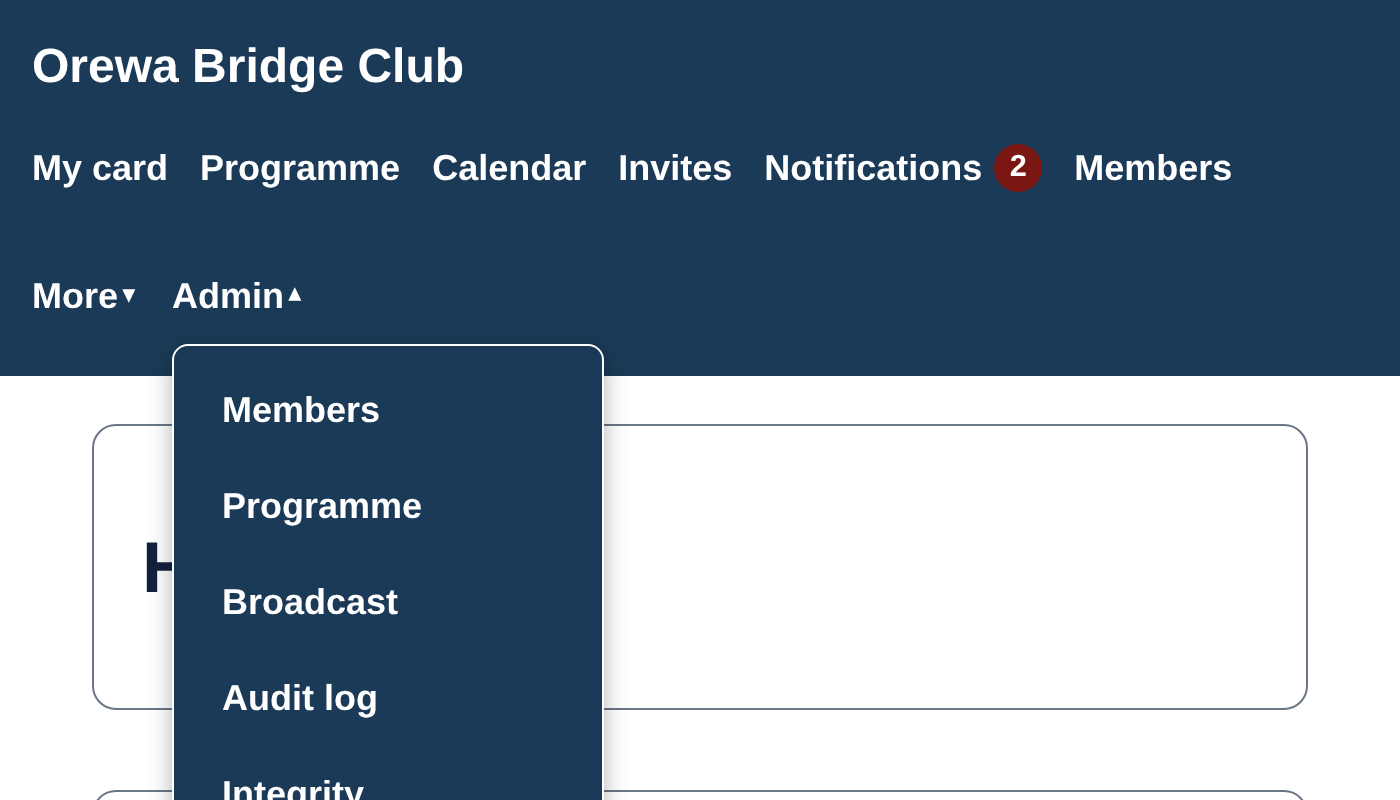 Orewa Bridge Club
My card Programme Calendar Invites Notifications 2 Members
More ▾ Admin ▴
Members
Programme
Broadcast
Audit log
Integrity